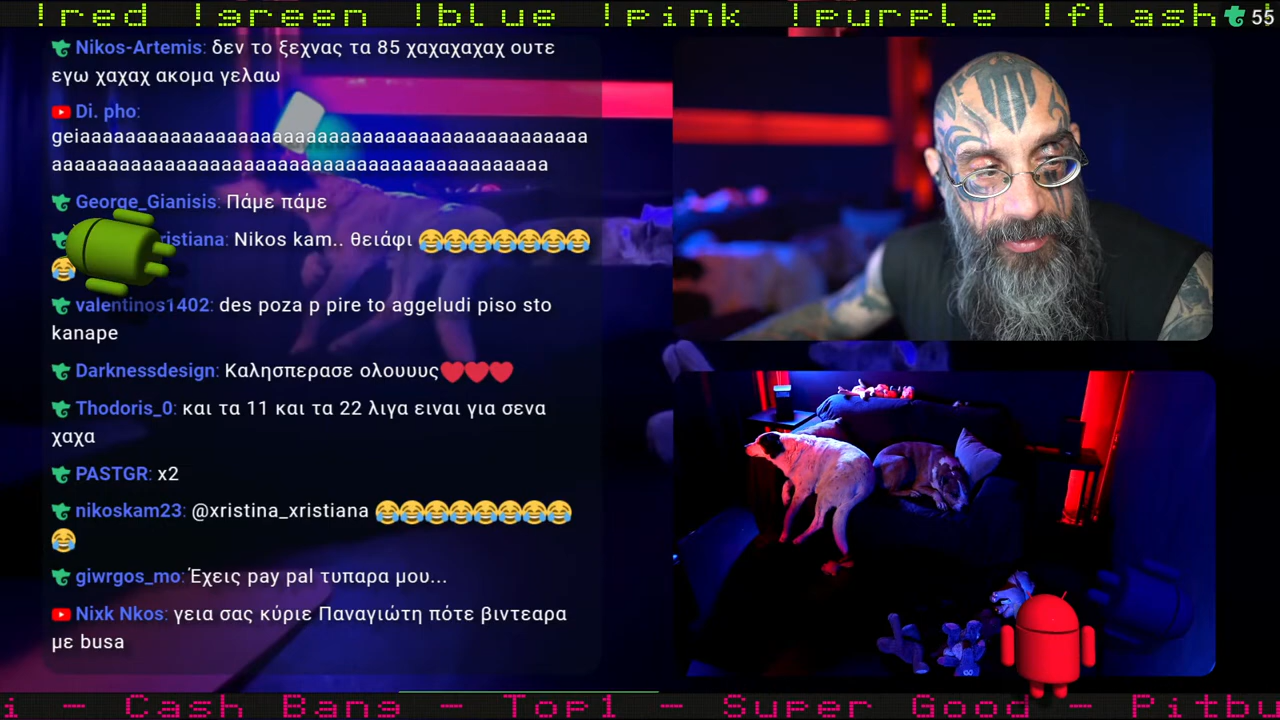 !red !green !blue !pink !purple !flash
55
Nikos-Artemis: δεν το ξεχνας τα 85 χαχαχαχαχ ουτε
εγω χαχαχ ακομα γελαω
Di. pho:
geiaaaaaaaaaaaaaaaaaaaaaaaaaaaaaaaaaaaaaaaaa
aaaaaaaaaaaaaaaaaaaaaaaaaaaaaaaaaaaaaaaaaa
George_Gianisis: Πάμε πάμε
ristiana: Nikos kam.. θειάφι 😂😂😂😂😂😂😂
😂
valentinos1402: des poza p pire to aggeludi piso sto
kanape
Darknessdesign: Καλησπερασε ολουυυς❤❤❤
Thodoris_0: και τα 11 και τα 22 λιγα ειναι για σενα
χαχα
PASTGR: x2
nikoskam23: @xristina_xristiana 😂😂😂😂😂😂😂😂
😂
giwrgos_mo: Έχεις pay pal τυπαρα μου...
Nixk Nkos: γεια σας κύριε Παναγιώτη πότε βιντεαρα
με busa
i - Cash Bang - Top1 - Super Good - Pitbu